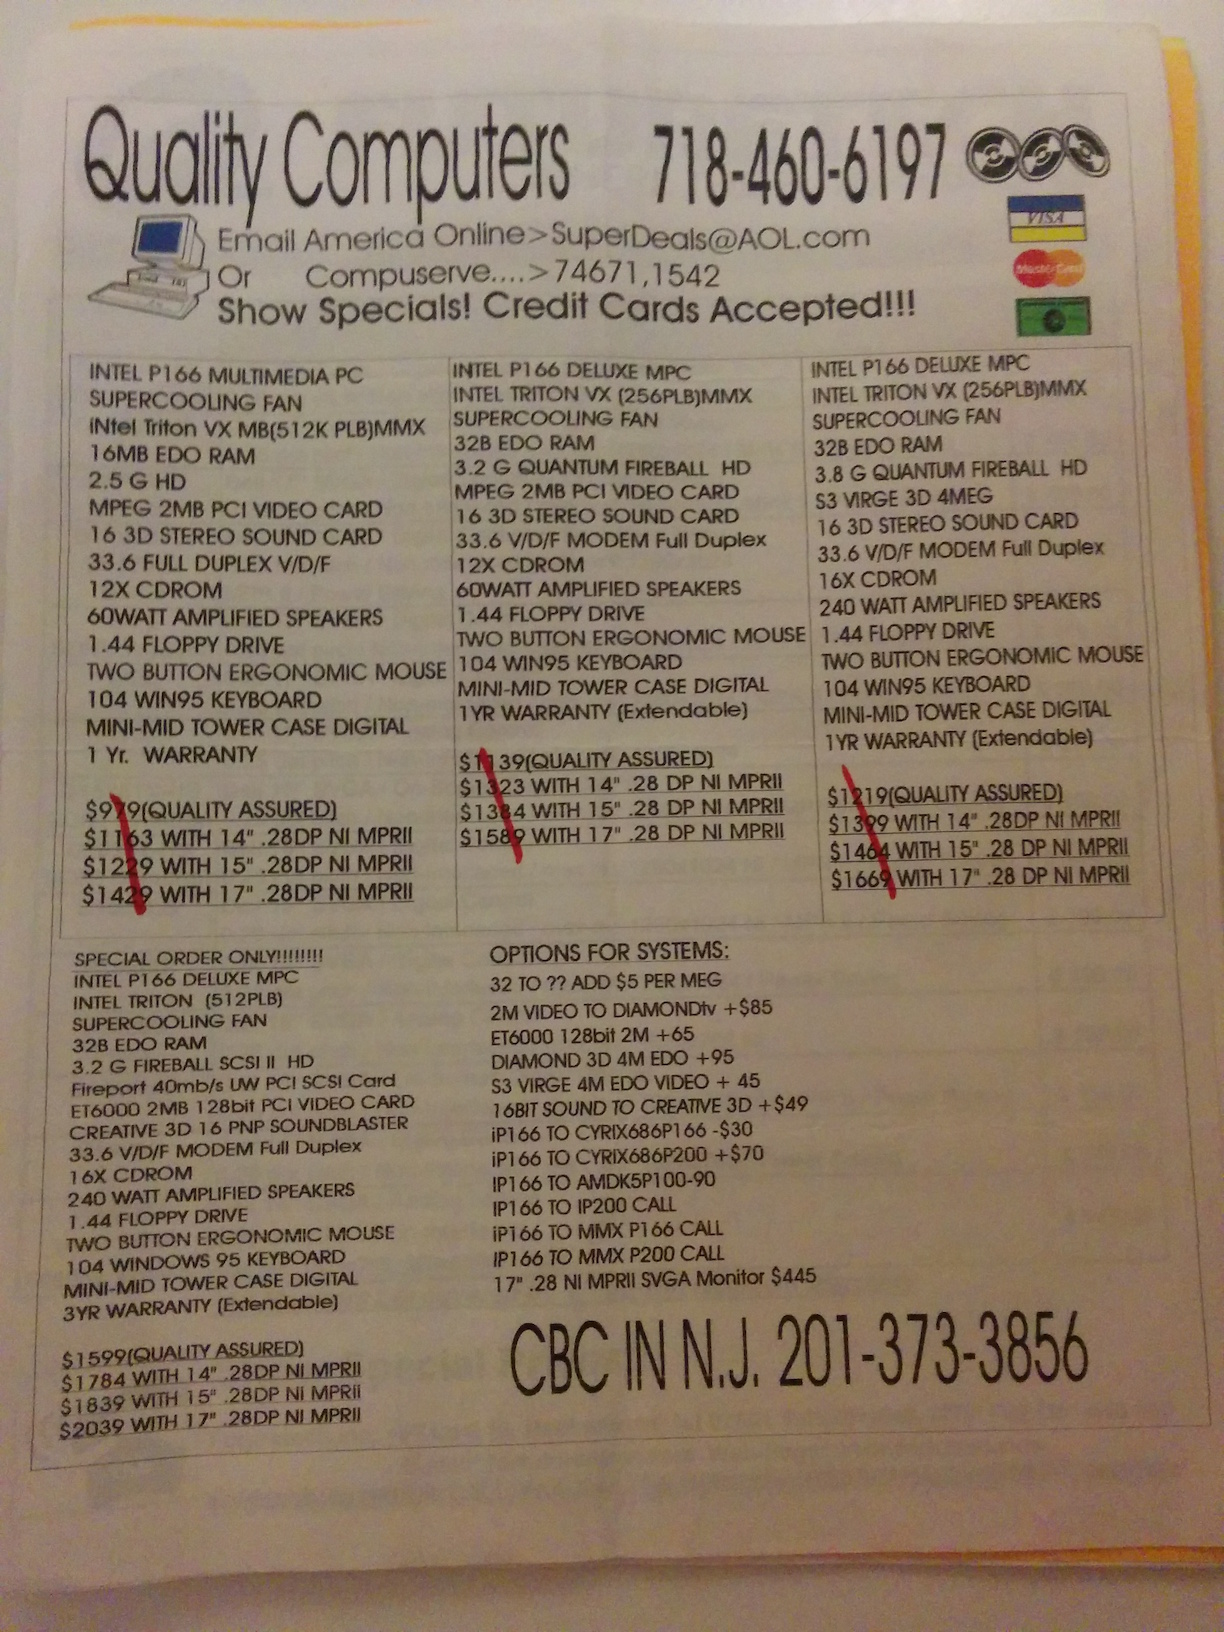 Quality Computers 718-460-6197
Email America Online>SuperDeals@AOL.com
Or Compuserve....>74671,1542
Show Specials! Credit Cards Accepted!!!
VISA
MasterCard
INTEL P166 MULTIMEDIA PC
SUPERCOOLING FAN
iNtel Triton VX MB(512K PLB)MMX
16MB EDO RAM
2.5 G HD
MPEG 2MB PCI VIDEO CARD
16 3D STEREO SOUND CARD
33.6 FULL DUPLEX V/D/F
12X CDROM
60WATT AMPLIFIED SPEAKERS
1.44 FLOPPY DRIVE
TWO BUTTON ERGONOMIC MOUSE
104 WIN95 KEYBOARD
MINI-MID TOWER CASE DIGITAL
1 Yr. WARRANTY
$979(QUALITY ASSURED)
$1163 WITH 14" .28DP NI MPRII
$1229 WITH 15" .28DP NI MPRII
$1429 WITH 17" .28DP NI MPRII
INTEL P166 DELUXE MPC
INTEL TRITON VX (256PLB)MMX
SUPERCOOLING FAN
32B EDO RAM
3.2 G QUANTUM FIREBALL HD
MPEG 2MB PCI VIDEO CARD
16 3D STEREO SOUND CARD
33.6 V/D/F MODEM Full Duplex
12X CDROM
60WATT AMPLIFIED SPEAKERS
1.44 FLOPPY DRIVE
TWO BUTTON ERGONOMIC MOUSE
104 WIN95 KEYBOARD
MINI-MID TOWER CASE DIGITAL
1YR WARRANTY (Extendable)
$1139(QUALITY ASSURED)
$1323 WITH 14" .28 DP NI MPRII
$1384 WITH 15" .28 DP NI MPRII
$1589 WITH 17" .28 DP NI MPRII
INTEL P166 DELUXE MPC
INTEL TRITON VX (256PLB)MMX
SUPERCOOLING FAN
32B EDO RAM
3.8 G QUANTUM FIREBALL HD
S3 VIRGE 3D 4MEG
16 3D STEREO SOUND CARD
33.6 V/D/F MODEM Full Duplex
16X CDROM
240 WATT AMPLIFIED SPEAKERS
1.44 FLOPPY DRIVE
TWO BUTTON ERGONOMIC MOUSE
104 WIN95 KEYBOARD
MINI-MID TOWER CASE DIGITAL
1YR WARRANTY (Extendable)
$1219(QUALITY ASSURED)
$1399 WITH 14" .28DP NI MPRII
$1464 WITH 15" .28 DP NI MPRII
$1669 WITH 17" .28 DP NI MPRII
SPECIAL ORDER ONLY!!!!!!!!
INTEL P166 DELUXE MPC
INTEL TRITON (512PLB)
SUPERCOOLING FAN
32B EDO RAM
3.2 G FIREBALL SCSI II HD
Fireport 40mb/s UW PCI SCSI Card
ET6000 2MB 128bit PCI VIDEO CARD
CREATIVE 3D 16 PNP SOUNDBLASTER
33.6 V/D/F MODEM Full Duplex
16X CDROM
240 WATT AMPLIFIED SPEAKERS
1.44 FLOPPY DRIVE
TWO BUTTON ERGONOMIC MOUSE
104 WINDOWS 95 KEYBOARD
MINI-MID TOWER CASE DIGITAL
3YR WARRANTY (Extendable)
$1599(QUALITY ASSURED)
$1784 WITH 14" .28DP NI MPRII
$1839 WITH 15" .28DP NI MPRii
$2039 WITH 17" .28DP NI MPRII
OPTIONS FOR SYSTEMS:
32 TO ?? ADD $5 PER MEG
2M VIDEO TO DIAMONDtv +$85
ET6000 128bit 2M +65
DIAMOND 3D 4M EDO +95
S3 VIRGE 4M EDO VIDEO + 45
16BIT SOUND TO CREATIVE 3D +$49
iP166 TO CYRIX686P166 -$30
iP166 TO CYRIX686P200 +$70
IP166 TO AMDK5P100-90
IP166 TO IP200 CALL
iP166 TO MMX P166 CALL
IP166 TO MMX P200 CALL
17" .28 NI MPRII SVGA Monitor $445
CBC IN N.J. 201-373-3856